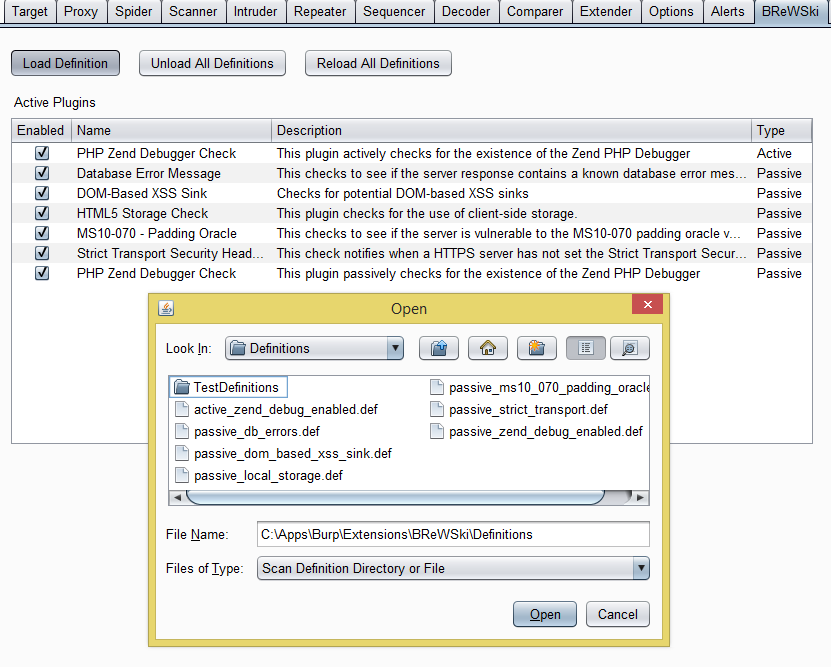 Target Proxy Spider Scanner Intruder Repeater Sequencer Decoder Comparer Extender Options Alerts BReWSki
Load Definition Unload All Definitions Reload All Definitions
Active Plugins
Enabled Name Description Type
PHP Zend Debugger Check This plugin actively checks for the existence of the Zend PHP Debugger Active
Database Error Message This checks to see if the server response contains a known database error mes... Passive
DOM-Based XSS Sink Checks for potential DOM-based XSS sinks Passive
HTML5 Storage Check This plugin checks for the use of client-side storage. Passive
MS10-070 - Padding Oracle This checks to see if the server is vulnerable to the MS10-070 padding oracle v... Passive
Strict Transport Security Head... This check notifies when a HTTPS server has not set the Strict Transport Secur... Passive
PHP Zend Debugger Check This plugin passively checks for the existence of the Zend PHP Debugger Passive
Open
Look In: Definitions
TestDefinitions passive_ms10_070_padding_oracle
active_zend_debug_enabled.def passive_strict_transport.def
passive_db_errors.def passive_zend_debug_enabled.def
passive_dom_based_xss_sink.def
passive_local_storage.def
File Name: C:\Apps\Burp\Extensions\BReWSki\Definitions
Files of Type: Scan Definition Directory or File
Open Cancel